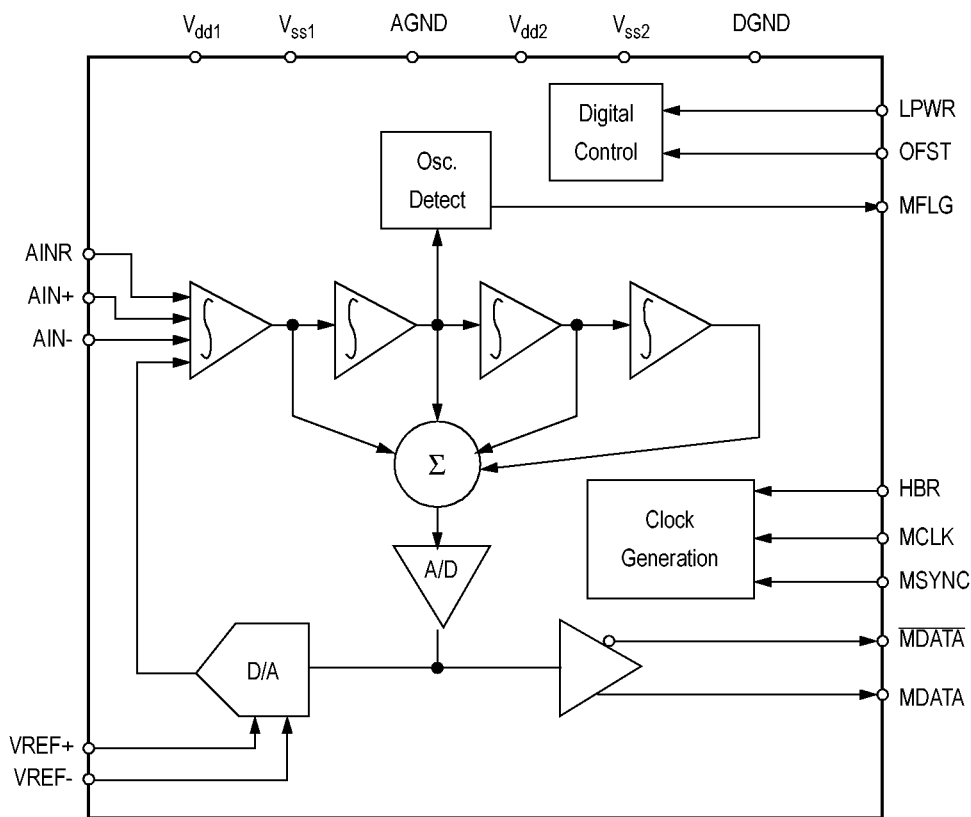 Vdd1 Vss1 AGND Vdd2 Vss2 DGND
Digital
Control
LPWR
OFST
Osc.
Detect
MFLG
AINR
AIN+
AIN-
∫ ∫ ∫ ∫
Σ
HBR
Clock
Generation
MCLK
MSYNC
A/D
MDATA
D/A
MDATA
VREF+
VREF-